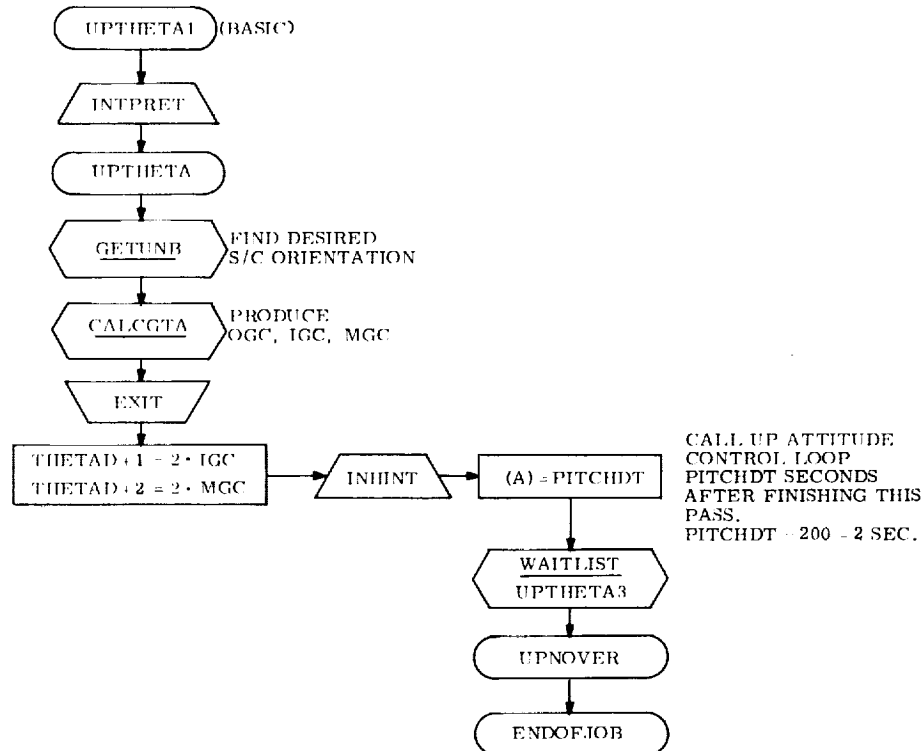 UPTHETA1 (BASIC)
INTPRET
UPTHETA
GETUNB
FIND DESIRED
S/C ORIENTATION
CALCGTA
PRODUCE
OGC, IGC, MGC
EXIT
THETAD+1 = 2 · IGC
THETAD+2 = 2 · MGC
INHINT
(A) = PITCHDT
CALL UP ATTITUDE
CONTROL LOOP
PITCHDT SECONDS
AFTER FINISHING THIS
PASS.
PITCHDT = 200 = 2 SEC.
WAITLIST
UPTHETA3
UPNOVER
ENDOFJOB